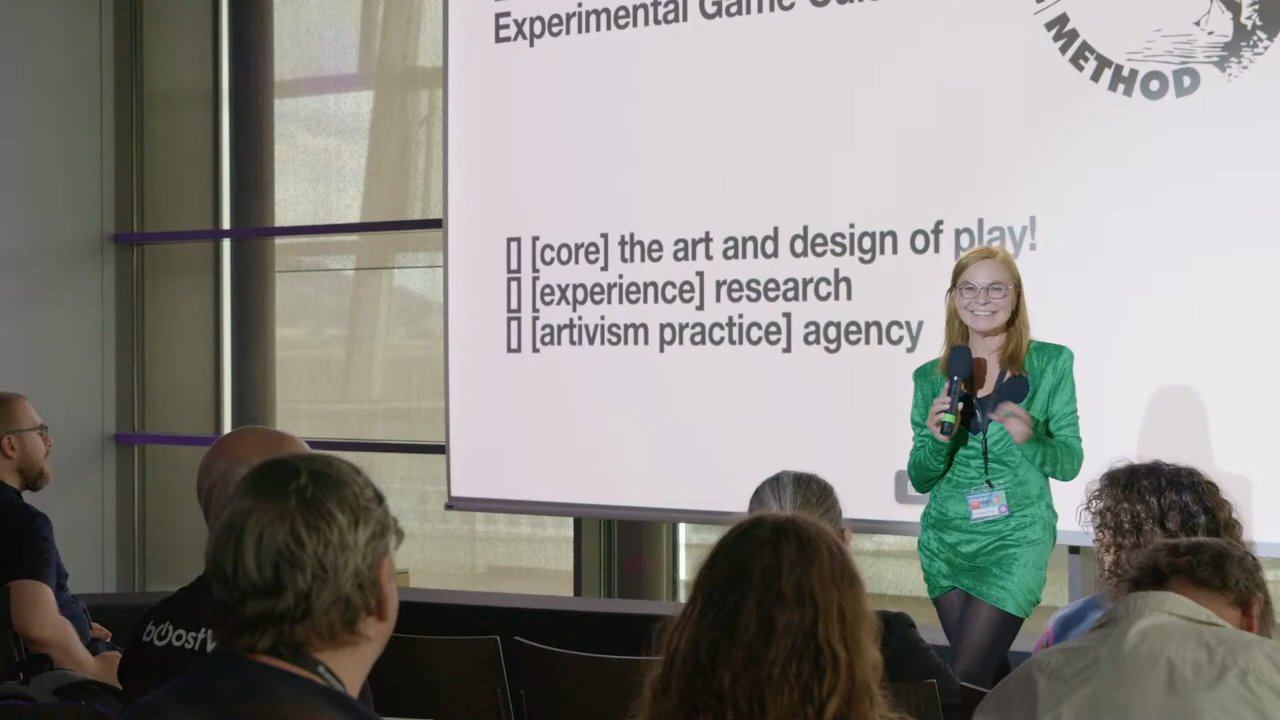 Experimental Game
METHOD
[] [core] the art and design of play!
[] [experience] research
[] [artivism practice] agency